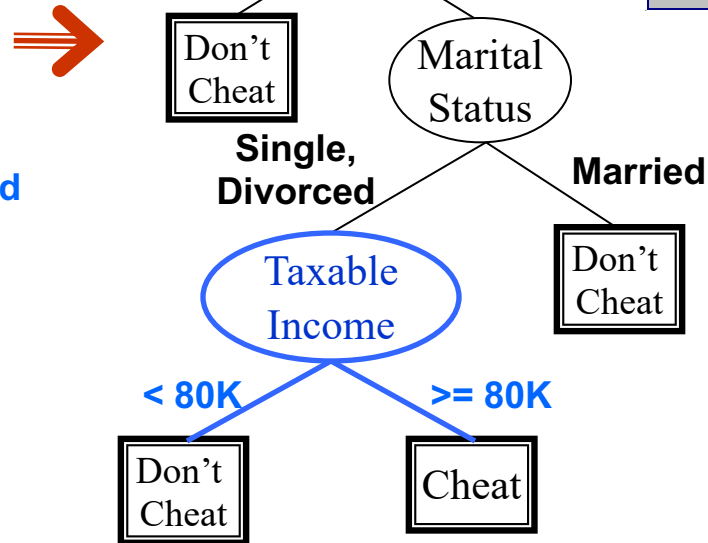 Don’t
Cheat
Marital
Status
Single,
Divorced
Married
d
Taxable
Income
Don’t
Cheat
< 80K
>= 80K
Don’t
Cheat
Cheat